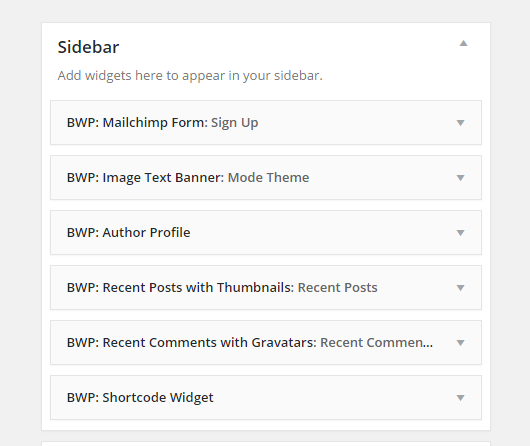 Sidebar
Add widgets here to appear in your sidebar.
BWP: Mailchimp Form: Sign Up
BWP: Image Text Banner: Mode Theme
BWP: Author Profile
BWP: Recent Posts with Thumbnails: Recent Posts
BWP: Recent Comments with Gravatars: Recent Commen...
BWP: Shortcode Widget